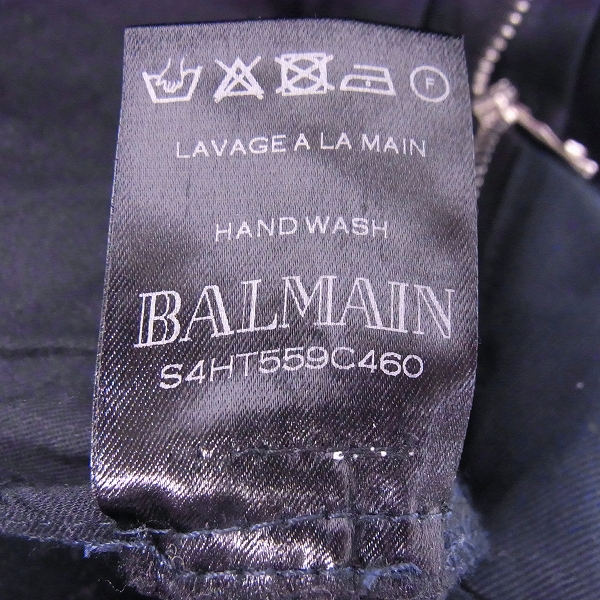 F
LAVAGE A LA MAIN
HAND WASH
BALMAIN
S4HT559C460